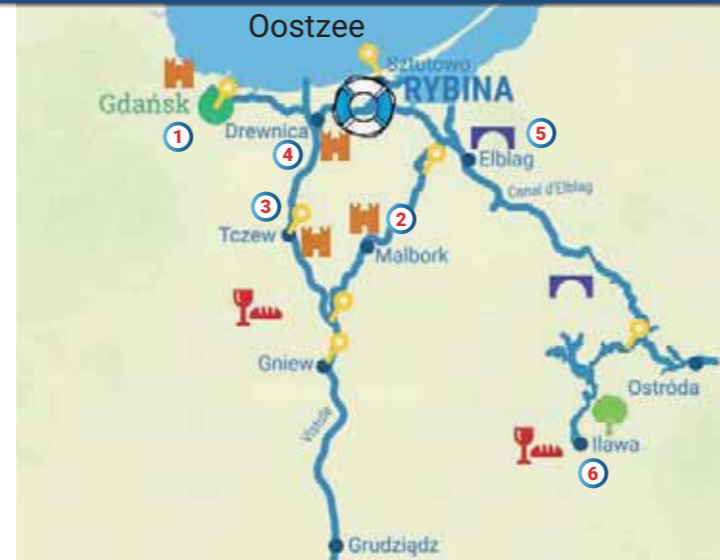 Oostzee
Sztutowo
RYBINA
Gdańsk
1
Drewnica
4
5
Elbląg
Canal d'Elbląg
3
2
Tczew
Malbork
Gniew
Ostróda
Vistule
Iława
6
Grudziądz